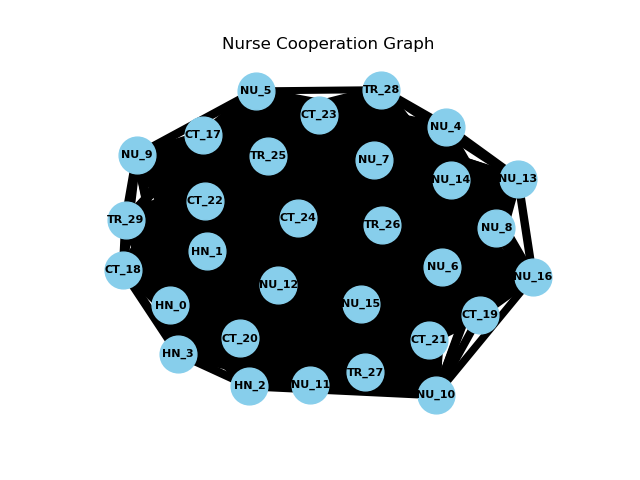 Nurse Cooperation Graph
NU_5
TR_28
CT_23
NU_4
CT_17
NU_9
TR_25
NU_7
NU_14
NU_13
CT_22
TR_29
CT_24
TR_26
NU_8
HN_1
CT_18
NU_6
NU_16
NU_12
HN_0
NU_15
CT_19
CT_20
CT_21
HN_3
TR_27
HN_2
NU_11
NU_10